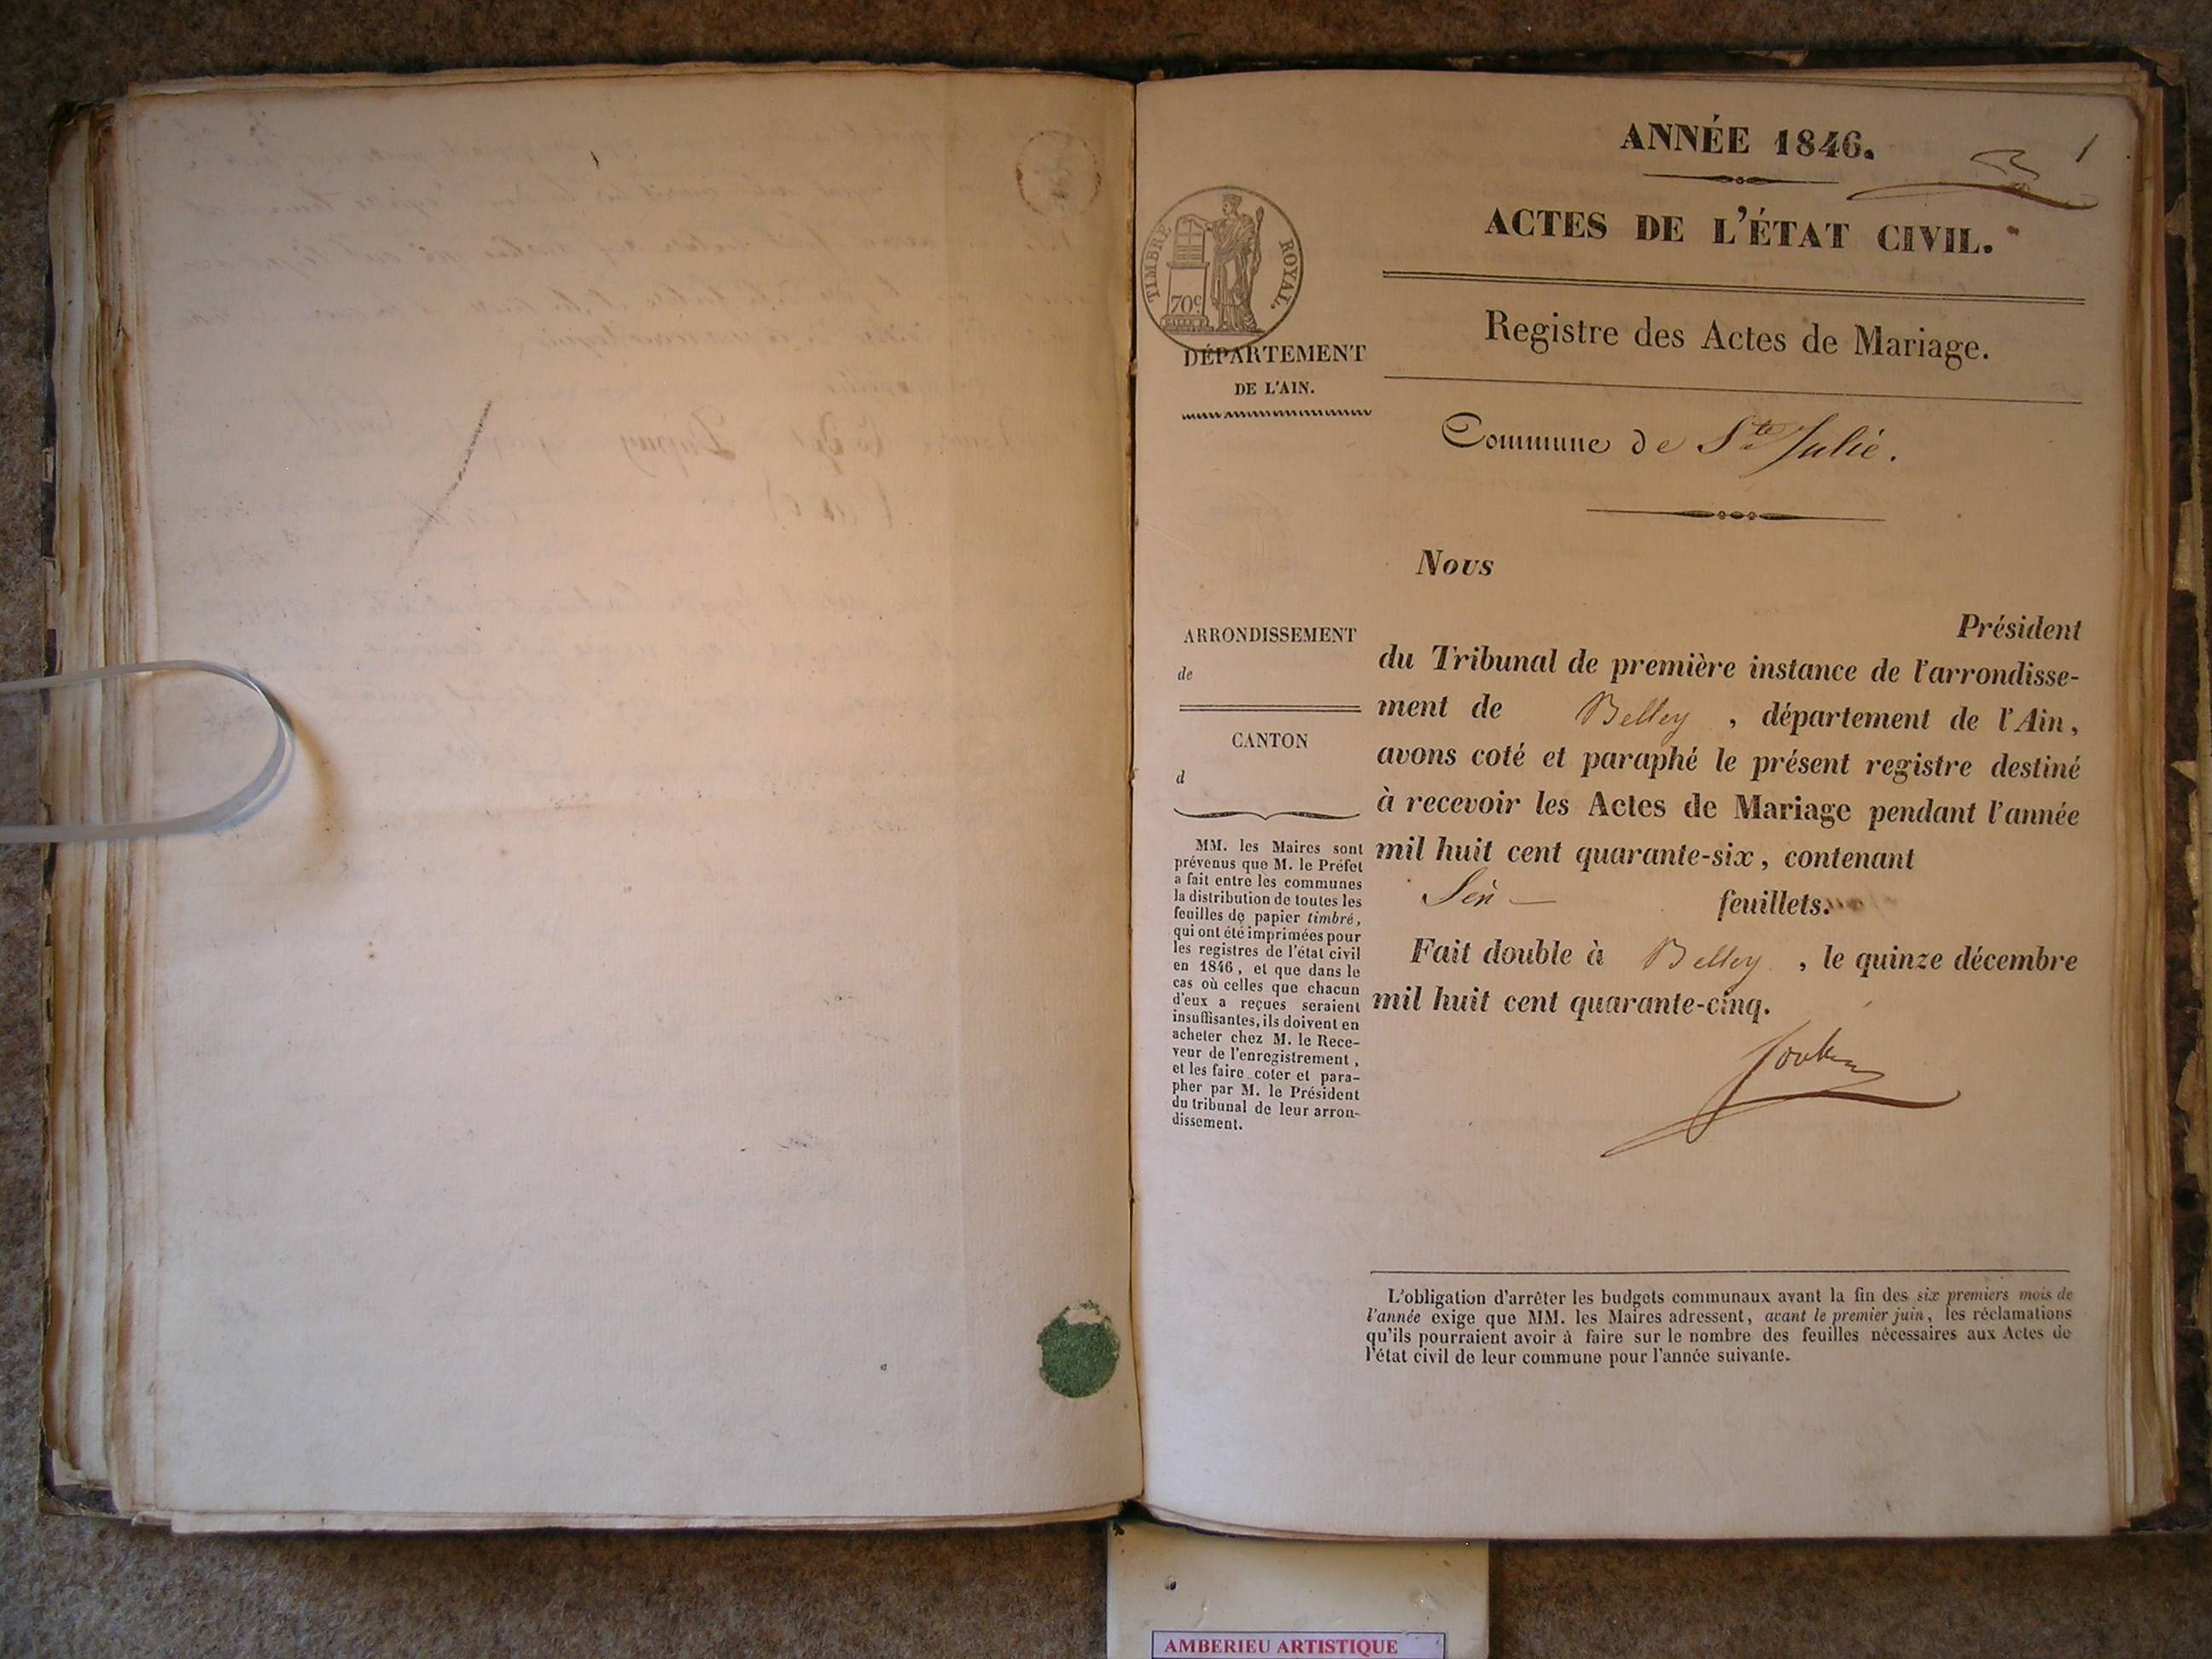 ANNÉE 1846.
1
ACTES DE L'ÉTAT CIVIL.
TIMBRE ROYAL.
70c
DÉPARTEMENT
DE L'AIN.
Registre des Actes de Mariage.
Commune de Ste Julie.
Nous
Président
du Tribunal de première instance de l'arrondisse-
ment de Belley, département de l'Ain,
avons coté et paraphé le présent registre destiné
à recevoir les Actes de Mariage pendant l'année
mil huit cent quarante-six, contenant
feuillets.
Fait double à Belley, le quinze décembre
mil huit cent quarante-cinq.
ARRONDISSEMENT
de
CANTON
d
MM. les Maires sont
prévenus que M. le Préfet
a fait entre les communes
la distribution de toutes les
feuilles de papier timbré,
qui ont été imprimées pour
les registres de l'état civil
en 1846, et que dans le
cas où celles que chacun
d'eux a reçues seraient
insuffisantes, ils doivent en
acheter chez M. le Rece-
veur de l'enregistrement,
et les faire coter et para-
pher par M. le Président
du tribunal de leur arron-
dissement.
L'obligation d'arrêter les budgets communaux avant la fin des six premiers mois de
l'année exige que MM. les Maires adressent, avant le premier juin, les réclamations
qu'ils pourraient avoir à faire sur le nombre des feuilles nécessaires aux Actes de
l'état civil de leur commune pour l'année suivante.
AMBERIEU ARTISTIQUE